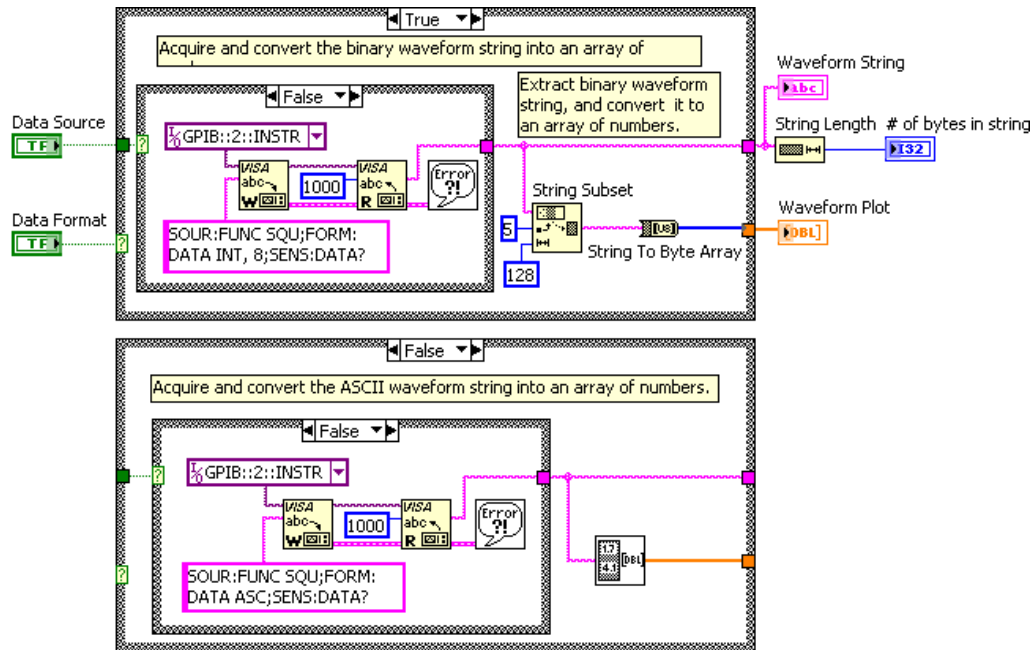 True
Acquire and convert the binary waveform string into an array of
False
Extract binary waveform
string, and convert it to
an array of numbers.
Waveform String
abc
Data Source
TF
GPIB::2::INSTR
String Length
# of bytes in string
I32
VISA
abc
W
1000
VISA
abc
R
Error
?!
String Subset
Data Format
TF
SOUR:FUNC SQU;FORM:
DATA INT, 8;SENS:DATA?
5
128
[U8]
String To Byte Array
Waveform Plot
DBL]
False
Acquire and convert the ASCII waveform string into an array of numbers.
False
GPIB::2::INSTR
VISA
abc
W
1000
VISA
abc
R
Error
?!
1.7
4.1
[DBL]
SOUR:FUNC SQU;FORM:
DATA ASC;SENS:DATA?